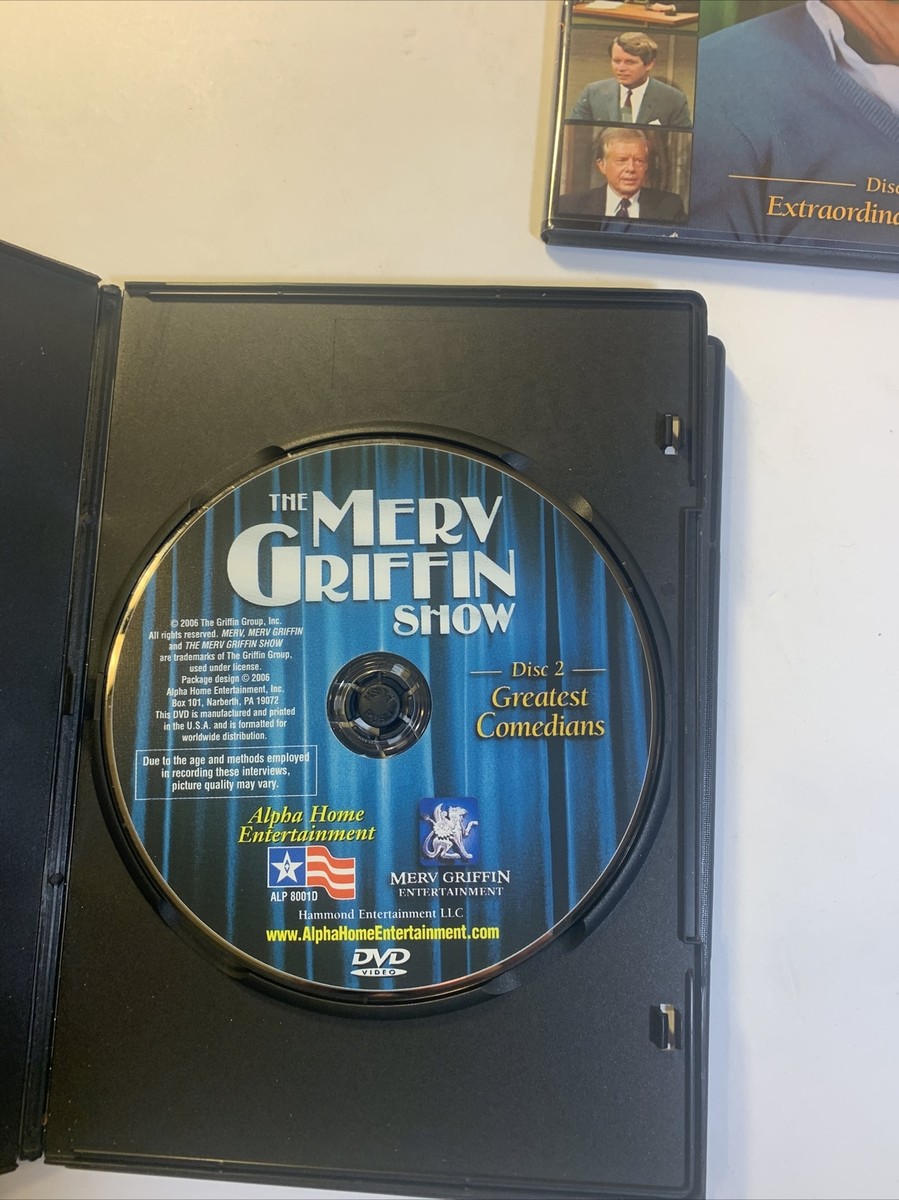 Disc
Extraordina
THE MERV
GRIFFIN
SHOW
© 2006 The Griffin Group, Inc.
All rights reserved. MERV, MERV GRIFFIN
and THE MERV GRIFFIN SHOW
are trademarks of The Griffin Group,
used under license.
Package design © 2006
Alpha Home Entertainment, Inc.
Box 101, Narberth, PA 19072
This DVD is manufactured and printed
in the U.S.A. and is formatted for
worldwide distribution.
Disc 2
Greatest
Comedians
Due to the age and methods employed
in recording these interviews,
picture quality may vary.
Alpha Home
Entertainment
ALP 8001D
MERV GRIFFIN
ENTERTAINMENT
Hammond Entertainment LLC
www.AlphaHomeEntertainment.com
DVD
VIDEO